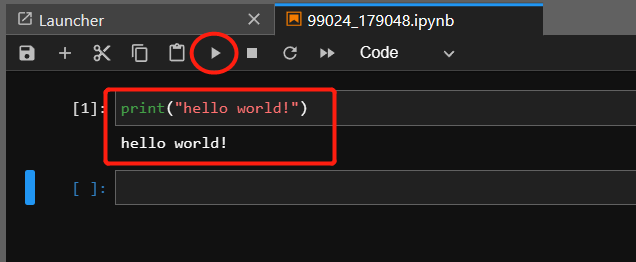 Launcher
99024_179048.ipynb
Code
[1]: print("hello world!")
hello world!
[ ]: